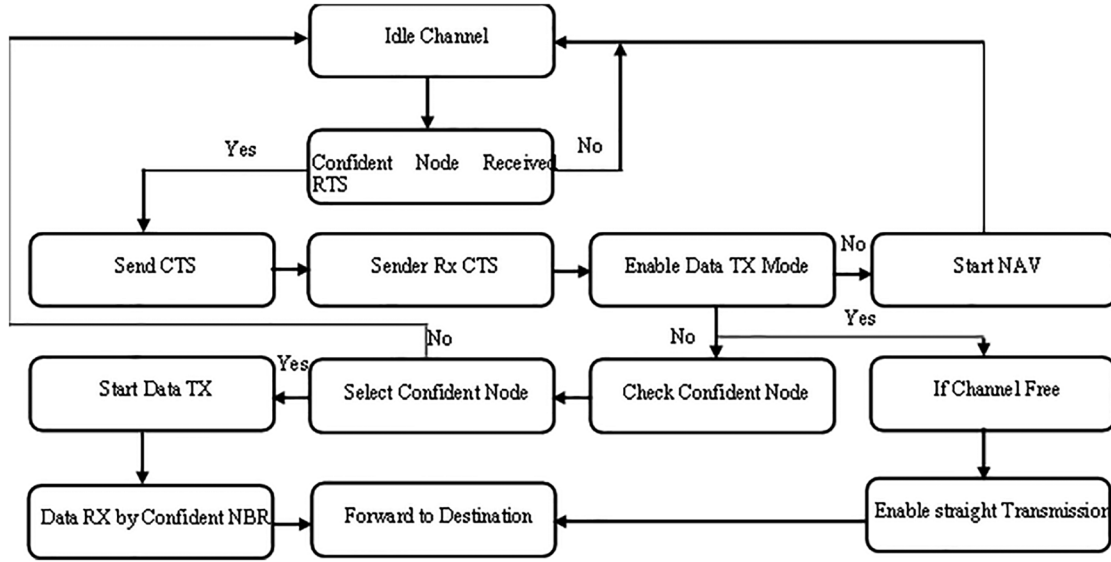 Idle Channel
Yes
Confident Node Received
RTS
No
Send CTS
Sender Rx CTS
Enable Data TX Mode
No
Start NAV
No
Yes
No
Yes
Start Data TX
Select Confident Node
Check Confident Node
If Channel Free
Data RX by Confident NBR
Forward to Destination
Enable straight Transmission